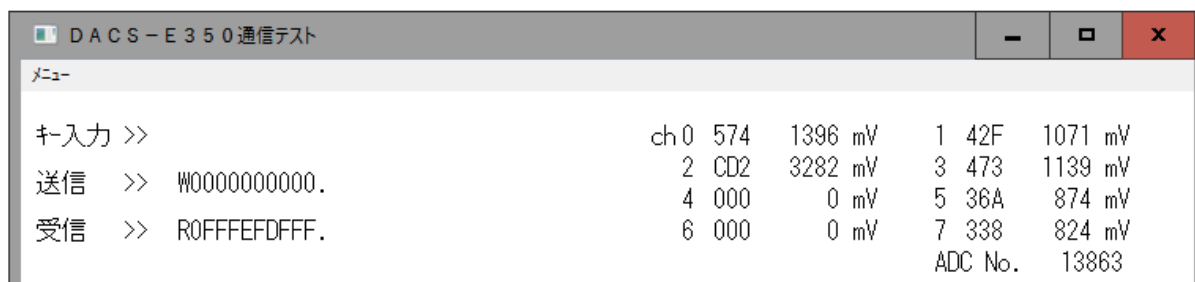 DACS-E350通信テスト
メニュー
キー入力 >> ch0 574 1396 mV 1 42F 1071 mV
2 CD2 3282 mV 3 473 1139 mV
送信 >> W0000000000.
4 000 0 mV 5 36A 874 mV
受信 >> R0FFFEFDFFF. 6 000 0 mV 7 338 824 mV
ADC No. 13863